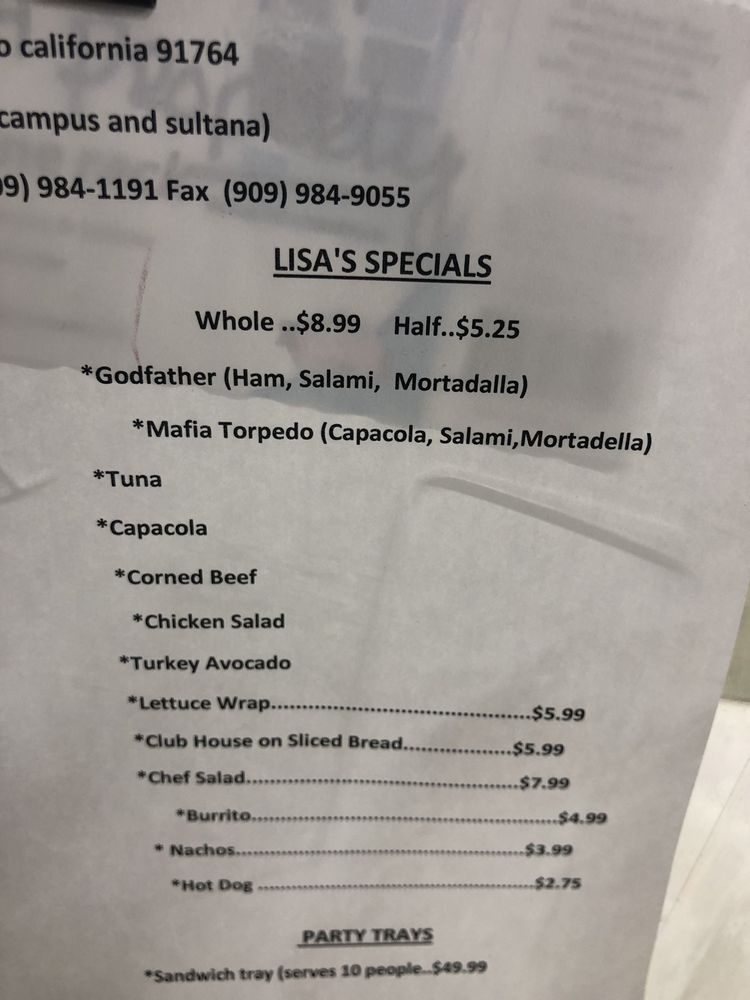 o california 91764
campus and sultana)
09) 984-1191 Fax (909) 984-9055
LISA'S SPECIALS
Whole ..$8.99 Half..$5.25
*Godfather (Ham, Salami, Mortadalla)
*Mafia Torpedo (Capacola, Salami,Mortadella)
*Tuna
*Capacola
*Corned Beef
*Chicken Salad
*Turkey Avocado
*Lettuce Wrap..........................................$5.99
*Club House on Sliced Bread..................$5.99
*Chef Salad.............................................$7.99
*Burrito..................................................$4.99
* Nachos...............................................$3.99
*Hot Dog .............................................$2.75
PARTY TRAYS
*Sandwich tray (serves 10 people..$49.99